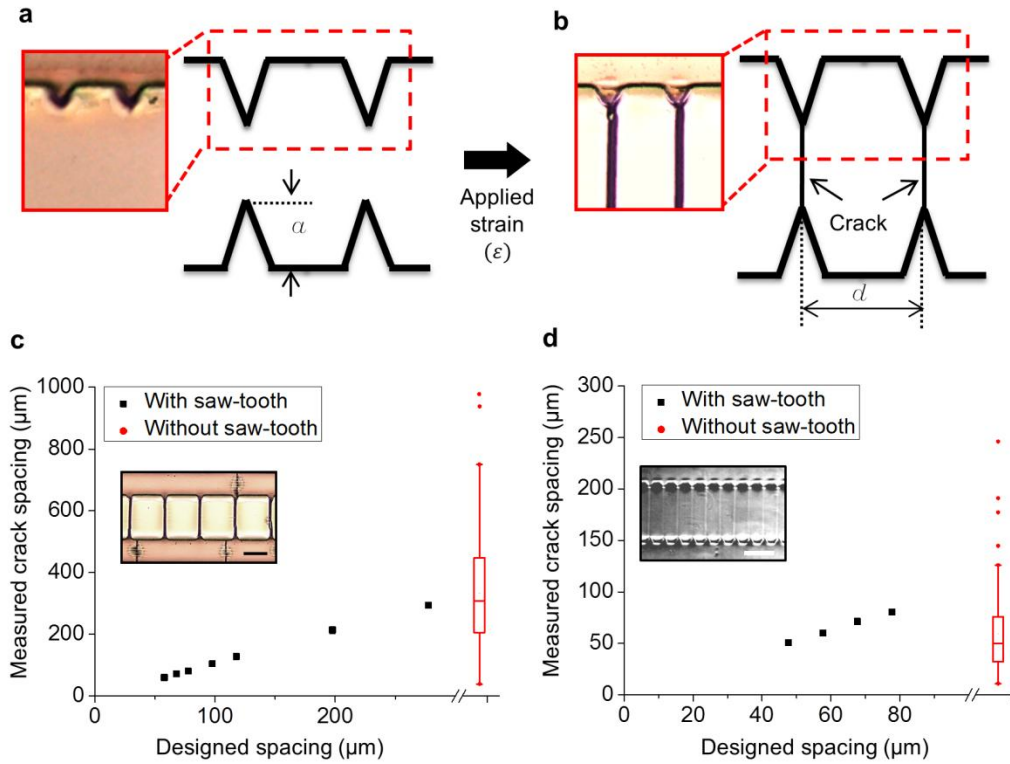 a
b
a
Applied
strain
(ε)
Crack
d
c
d
1000
800
600
400
200
0
0
100
200
Measured crack spacing (μm)
Designed spacing (μm)
With saw-tooth
Without saw-tooth
300
250
200
150
100
50
0
0
20
40
60
80
Measured crack spacing (μm)
Designed spacing (μm)
With saw-tooth
Without saw-tooth